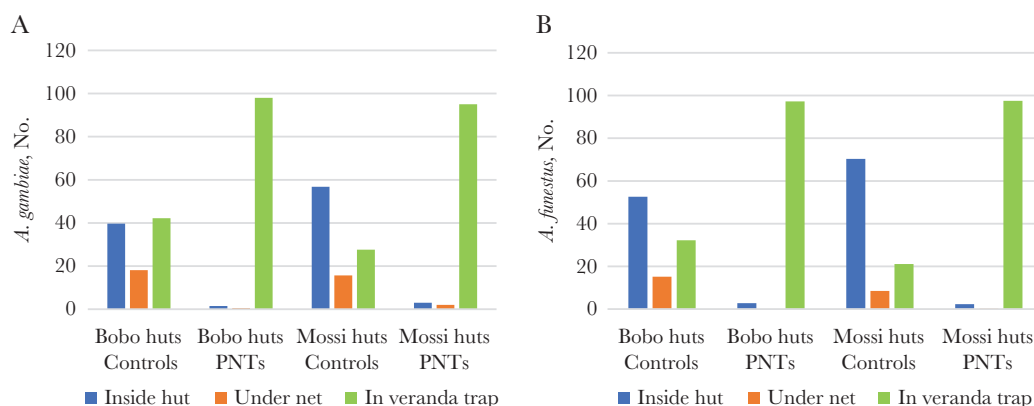 A
120
100
80
60
40
20
0
A. gambiae, No.
Bobo huts Bobo huts Mossi huts Mossi huts
Controls PNTs Controls PNTs
Inside hut Under net In veranda trap
B
120
100
80
60
40
20
0
A. funestus, No.
Bobo huts Bobo huts Mossi huts Mossi huts
Controls PNTs Controls PNTs
Inside hut Under net In veranda trap